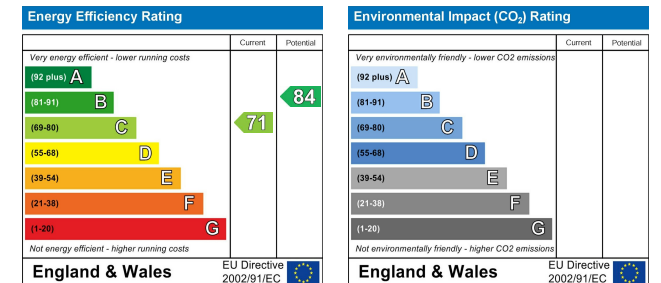 Energy Efficiency Rating
Current Potential
Very energy efficient - lower running costs
(92 plus) A
(81-91) B
(69-80) C
(55-68) D
(39-54) E
(21-38) F
(1-20) G
71
84
Not energy efficient - higher running costs
England & Wales
EU Directive
2002/91/EC
Environmental Impact (CO₂) Rating
Current Potential
Very environmentally friendly - lower CO2 emissions
(92 plus) A
(81-91) B
(69-80) C
(55-68) D
(39-54) E
(21-38) F
(1-20) G
Not environmentally friendly - higher CO2 emissions
England & Wales
EU Directive
2002/91/EC